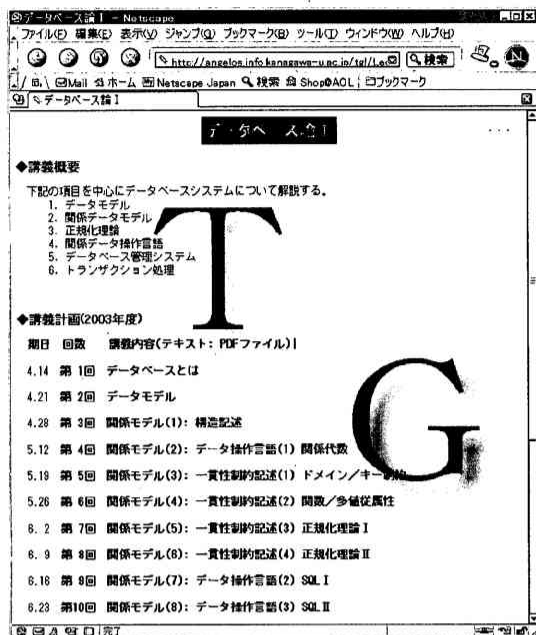 データベース論 I - Netscape
ファイル(F) 編集(E) 表示(V) ジャンプ(G) ブックマーク(B) ツール(T) ウィンドウ(W) ヘルプ(H)
http://angelos.info.kanagawa-u.ac.jp/tgl/Lec 検索
Mail ホーム Netscape Japan 検索 Shop@AOL ブックマーク
データベース論 I
データベース論 I
◆講義概要
下記の項目を中心にデータベースシステムについて解説する。
1. データモデル
2. 関係データモデル
3. 正規化理論
4. 関係データ操作言語
5. データベース管理システム
6. トランザクション処理
T
◆講義計画(2003年度)
期日 回数 講義内容(テキスト: PDFファイル)|
4.14 第 1回 データベースとは
4.21 第 2回 データモデル
G
4.28 第 3回 関係モデル(1): 構造記述
5.12 第 4回 関係モデル(2): データ操作言語(1) 関係代数
5.19 第 5回 関係モデル(3): 一貫性制約記述(1) ドメイン/キー制約
5.26 第 6回 関係モデル(4): 一貫性制約記述(2) 関数/多値従属性
6. 2 第 7回 関係モデル(5): 一貫性制約記述(3) 正規化理論 I
6. 9 第 8回 関係モデル(6): 一貫性制約記述(4) 正規化理論 II
6.16 第 9回 関係モデル(7): データ操作言語(2) SQL I
6.23 第10回 関係モデル(8): データ操作言語(3) SQL II
完了